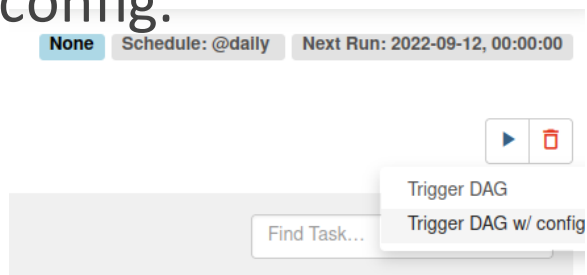 config.
None Schedule: @daily Next Run: 2022-09-12, 00:00:00
Trigger DAG
Trigger DAG w/ config
Find Task...